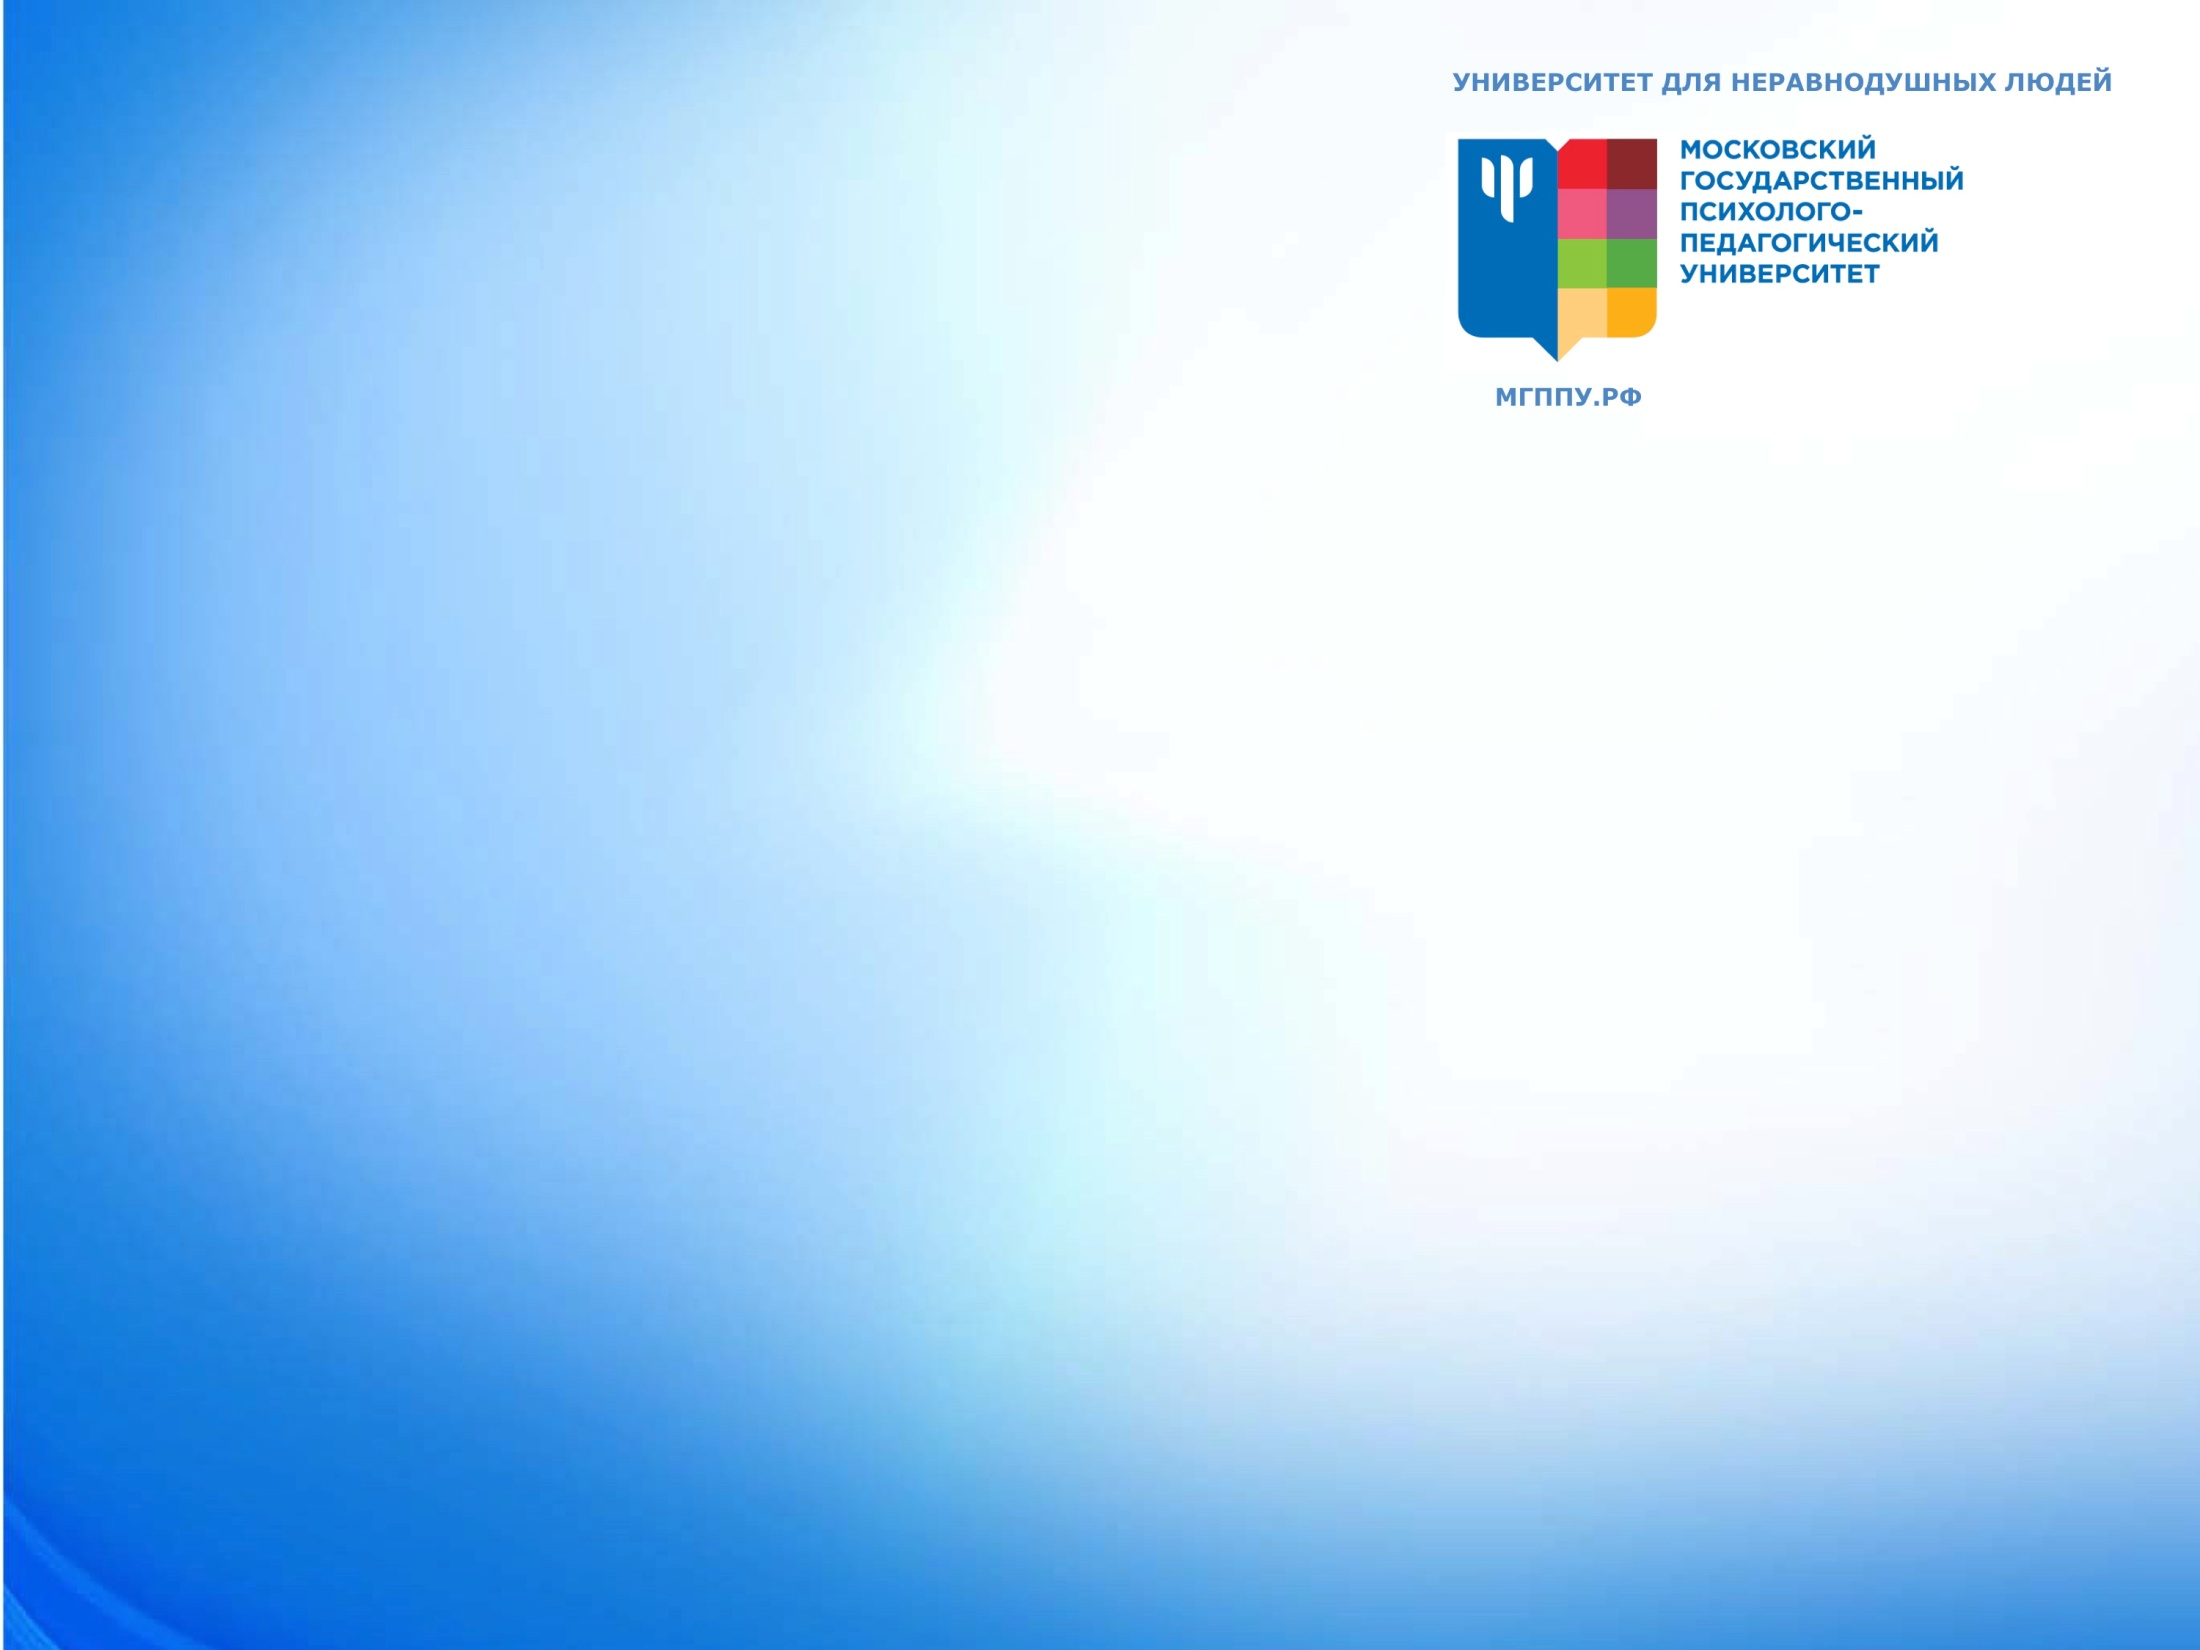 УНИВЕРСИТЕТ ДЛЯ НЕРАВНОДУШНЫХ ЛЮДЕЙ
МОСКОВСКИЙ
ГОСУДАРСТВЕННЫЙ
ПСИХОЛОГО-
ПЕДАГОГИЧЕСКИЙ
УНИВЕРСИТЕТ
МГППУ.РФ